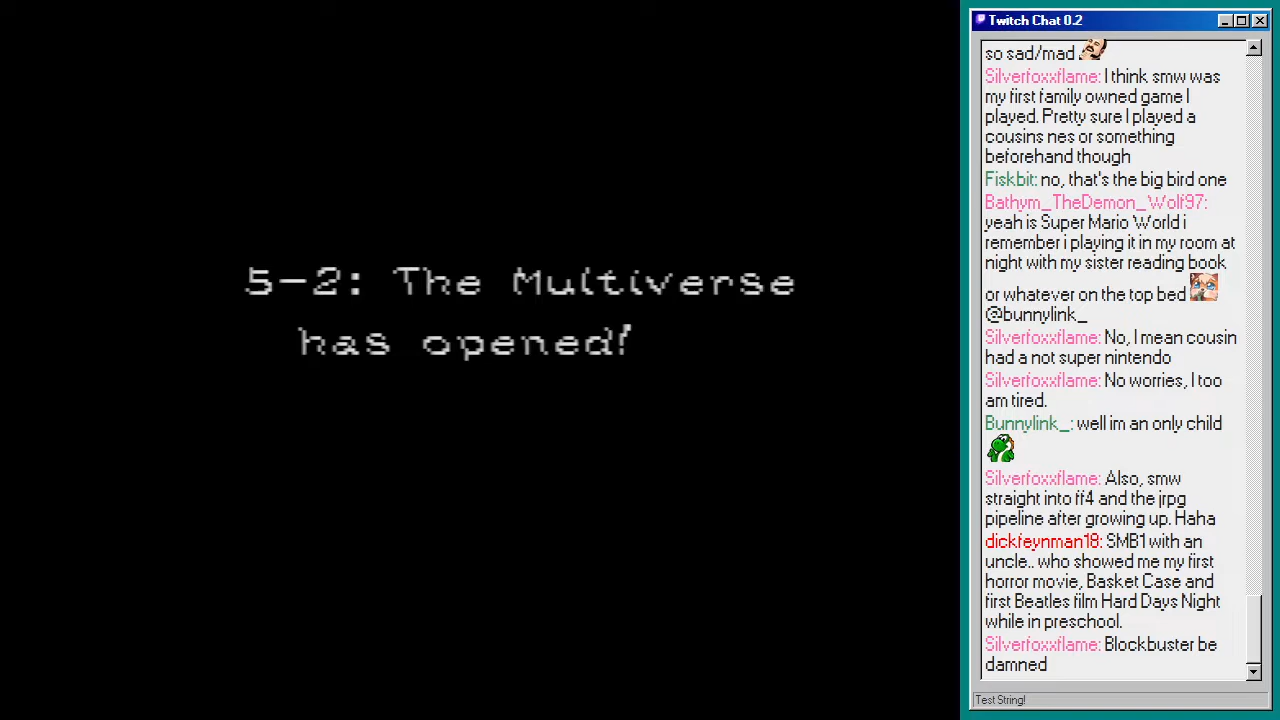 5-2: The Multiverse
has opened!
Twitch Chat 0.2
so sad/mad
Silverfoxxflame: I think smw was
my first family owned game I
played. Pretty sure I played a
cousins nes or something
beforehand though
Fiskbit: no, that's the big bird one
Bathym_TheDemon_Wolf97:
yeah is Super Mario World i
remember i playing it in my room at
night with my sister reading book
or whatever on the top bed
@bunnylink_
Silverfoxxflame: No, I mean cousin
had a not super nintendo
Silverfoxxflame: No worries, I too
am tired.
Bunnylink_: well im an only child
Silverfoxxflame: Also, smw
straight into ff4 and the jrpg
pipeline after growing up. Haha
dickfeynman18: SMB1 with an
uncle.. who showed me my first
horror movie, Basket Case and
first Beatles film Hard Days Night
while in preschool.
Silverfoxxflame: Blockbuster be
damned
Test String!